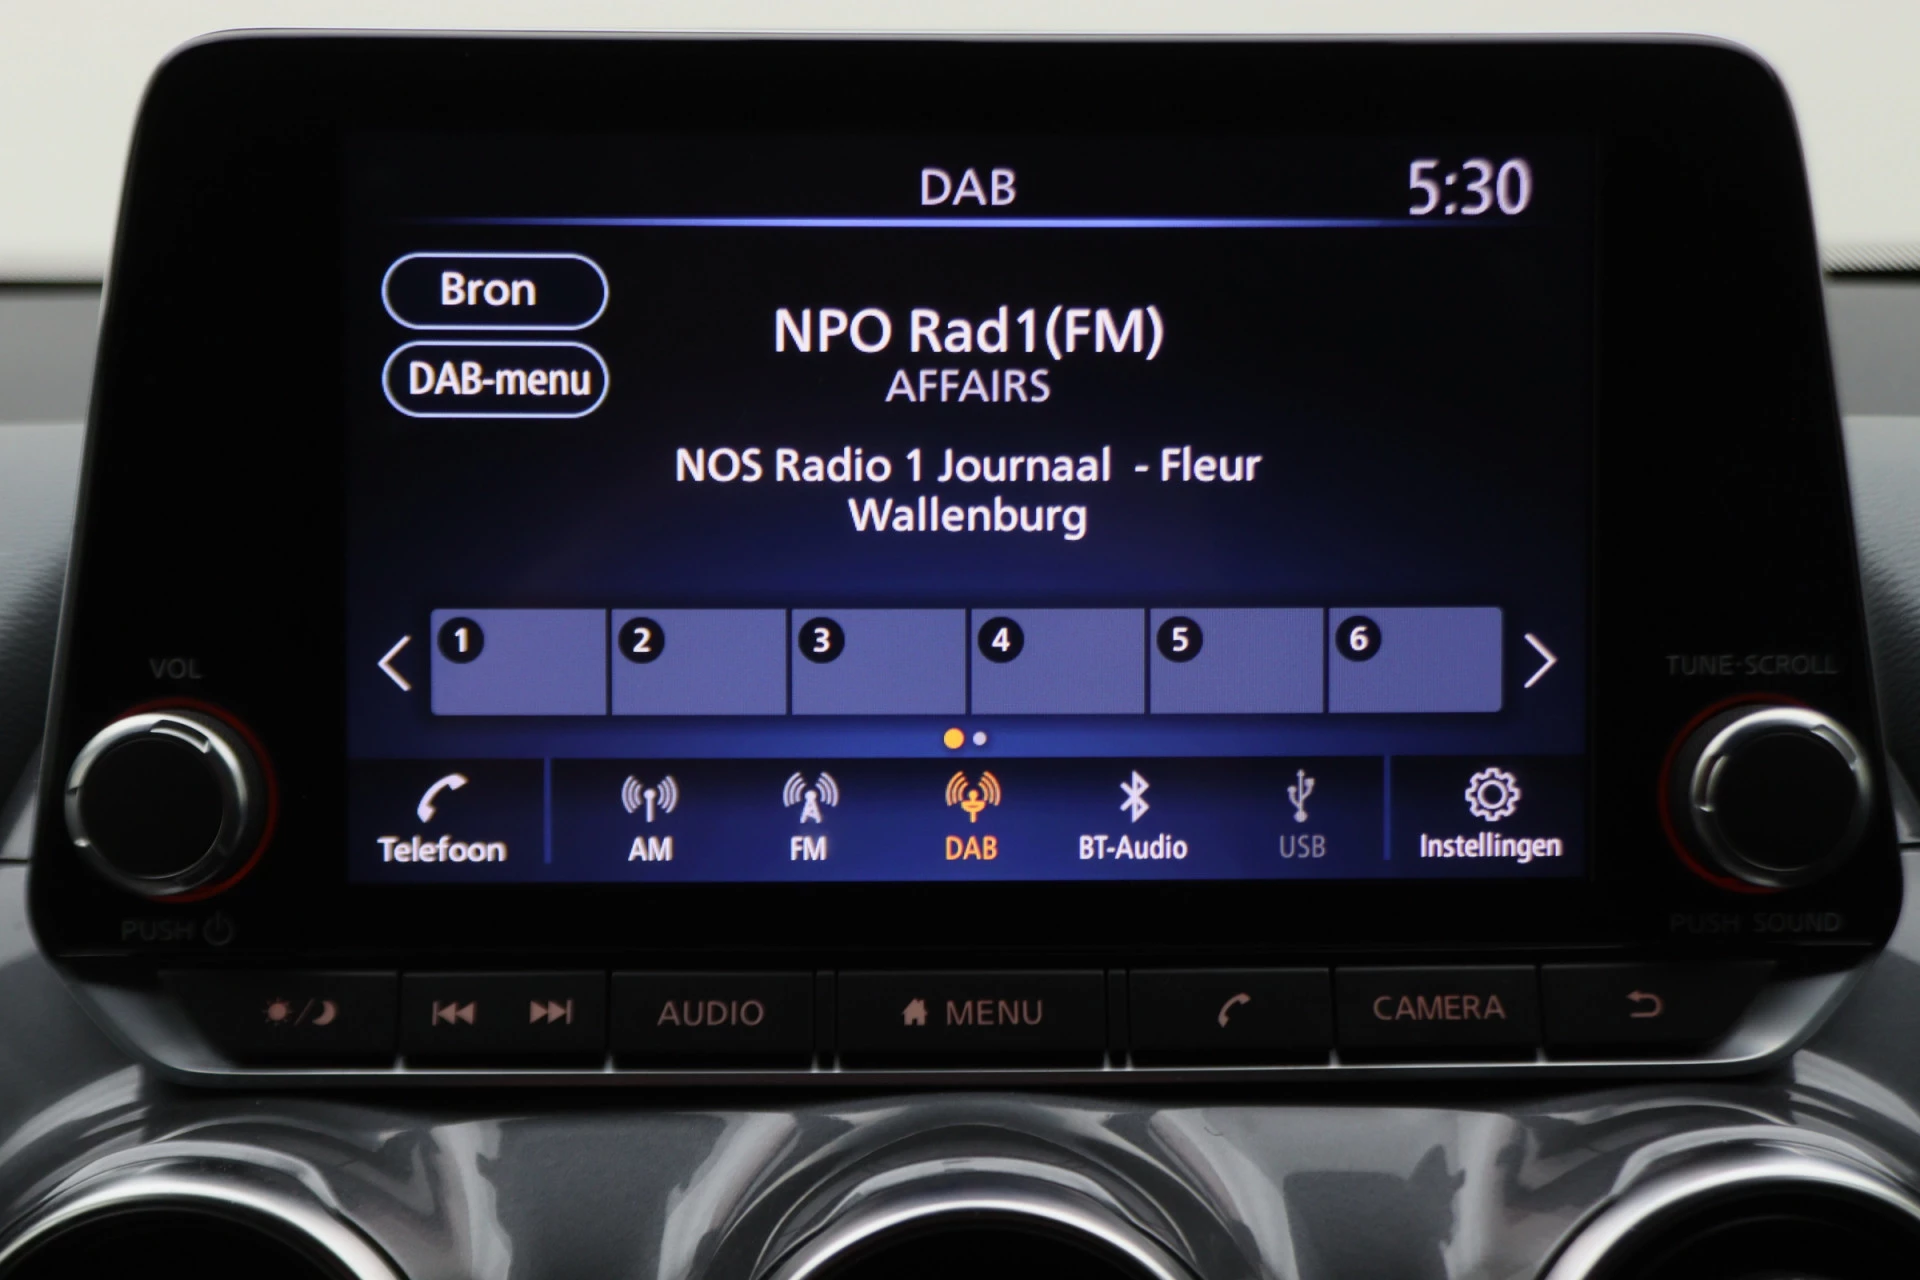 DAB
5:30
Bron
DAB-menu
NPO Rad1(FM)
AFFAIRS
NOS Radio 1 Journaal - Fleur
Wallenburg
1 2 3 4 5 6
VOL
TUNE·SCROLL
Telefoon
AM
FM
DAB
BT-Audio
USB
Instellingen
PUSH
PUSH SOUND
AUDIO
MENU
CAMERA